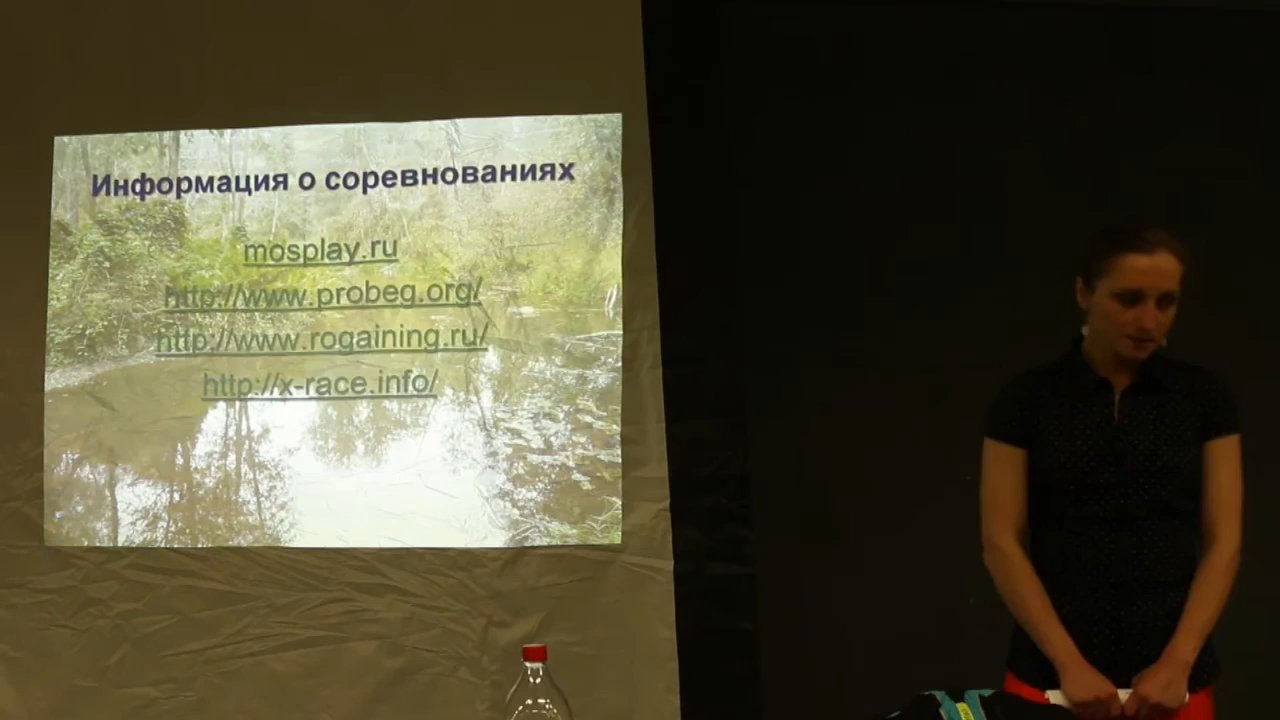 Информация о соревнованиях
mosplay.ru
http://www.probeg.org/
http://www.rogaining.ru/
http://x-race.info/